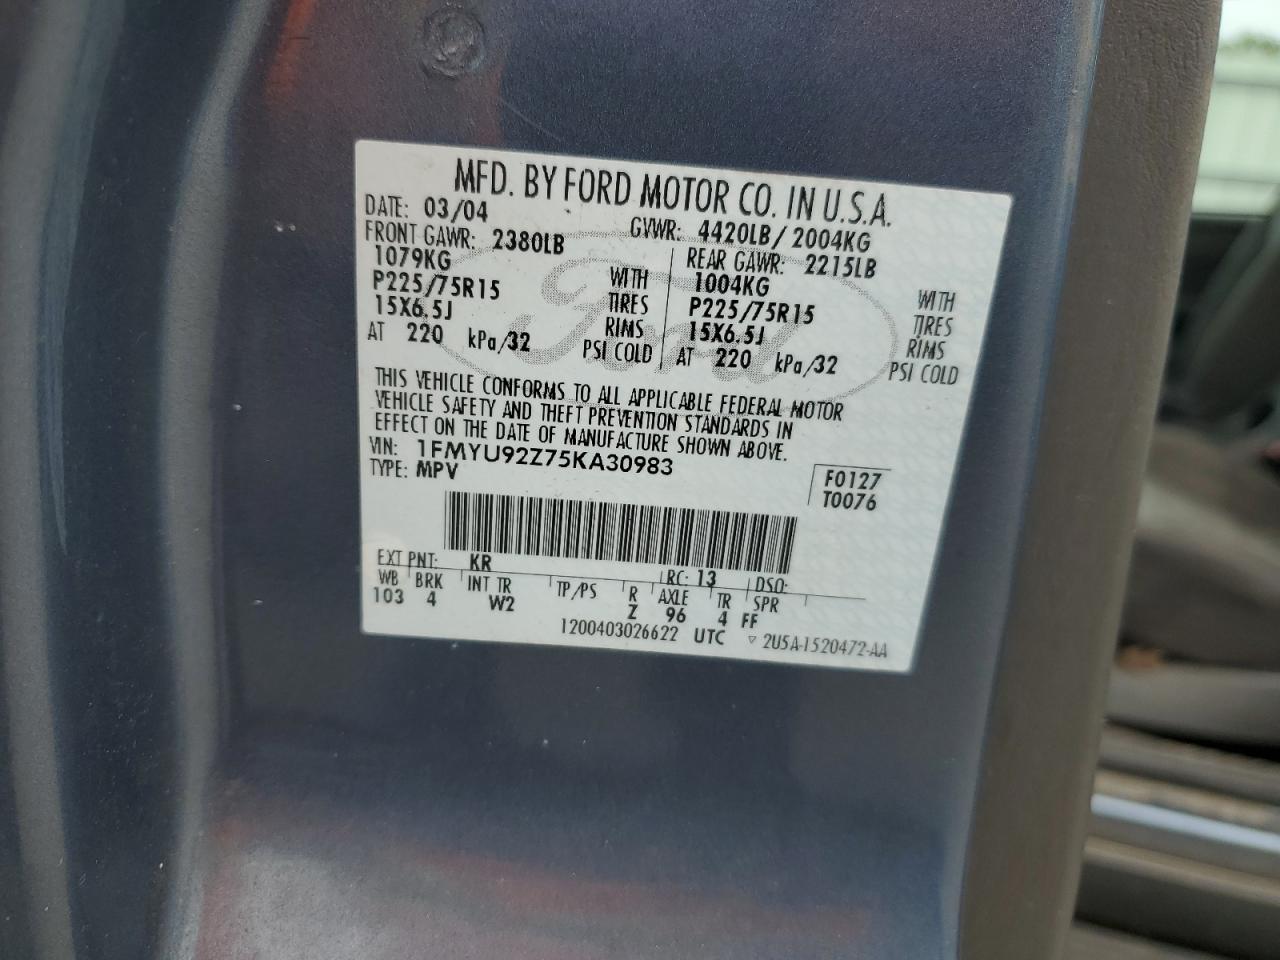 MFD. BY FORD MOTOR CO. IN U.S.A.
DATE: 03/04 GVWR: 4420LB/ 2004KG
FRONT GAWR: 2380LB REAR GAWR: 2215LB
1079KG WITH 1004KG WITH
P225/75R15 TIRES P225/75R15 TIRES
15X6.5J RIMS 15X6.5J RIMS
AT 220 kPa/32 PSI COLD AT 220 kPa/32 PSI COLD
Ford
THIS VEHICLE CONFORMS TO ALL APPLICABLE FEDERAL MOTOR
VEHICLE SAFETY AND THEFT PREVENTION STANDARDS IN
EFFECT ON THE DATE OF MANUFACTURE SHOWN ABOVE.
VIN: 1FMYU92Z75KA30983
TYPE: MPV
F0127
T0076
EXT PNT: KR RC: 13 DSO:
WB BRK INT TR TP/PS R AXLE TR SPR
103 4 W2 Z 96 4 FF
1200403026622 UTC ▽ 2U5A-1520472-AA